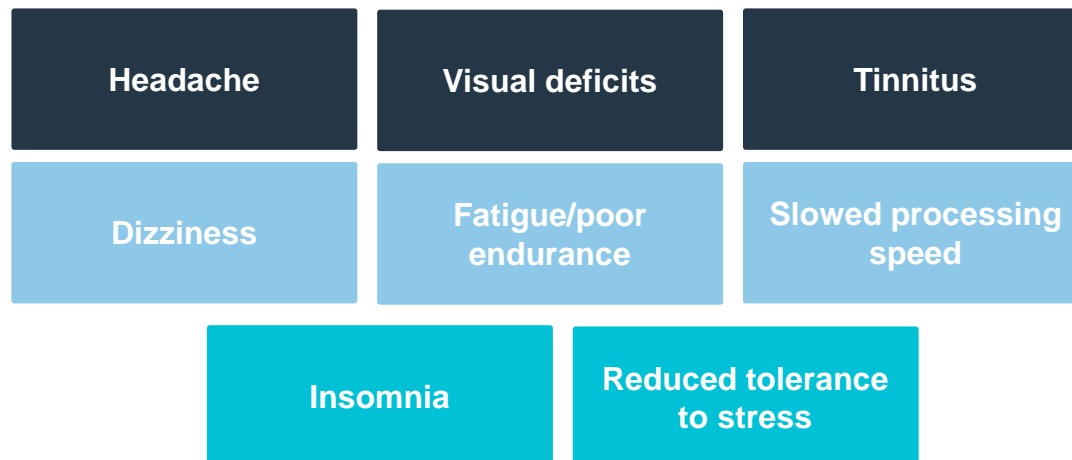 Headache
Visual deficits
Tinnitus
Dizziness
Fatigue/poor
endurance
Slowed processing
speed
Insomnia
Reduced tolerance
to stress